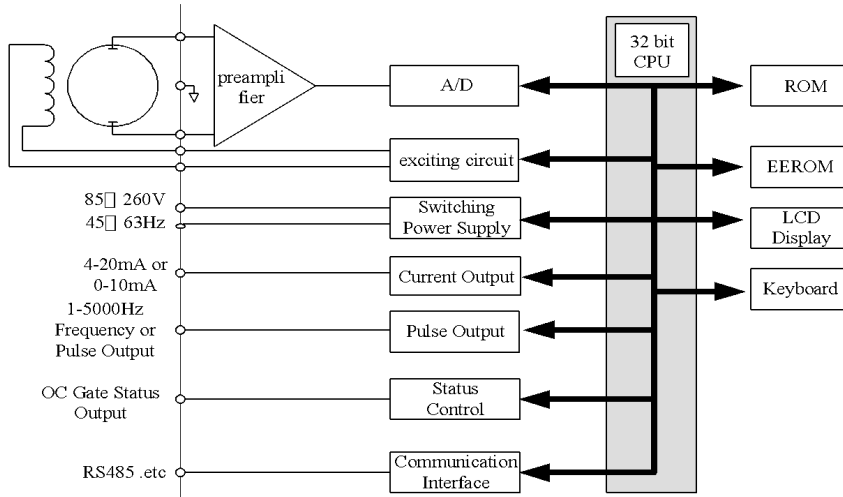 32 bit
CPU
preampli
fier
A/D
ROM
exciting circuit
EEROM
85□ 260V
45□ 63Hz
Switching
Power Supply
LCD
Display
4-20mA or
0-10mA
Current Output
Keyboard
1-5000Hz
Frequency or
Pulse Output
Pulse Output
OC Gate Status
Output
Status
Control
RS485 .etc
Communication
Interface